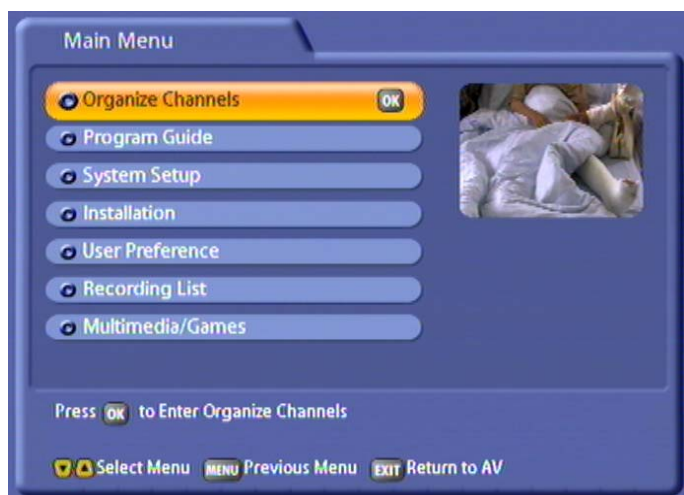 Main Menu
Organize Channels OK
Program Guide
System Setup
Installation
User Preference
Recording List
Multimedia/Games
Press OK to Enter Organize Channels
Select Menu MENU Previous Menu EXIT Return to AV